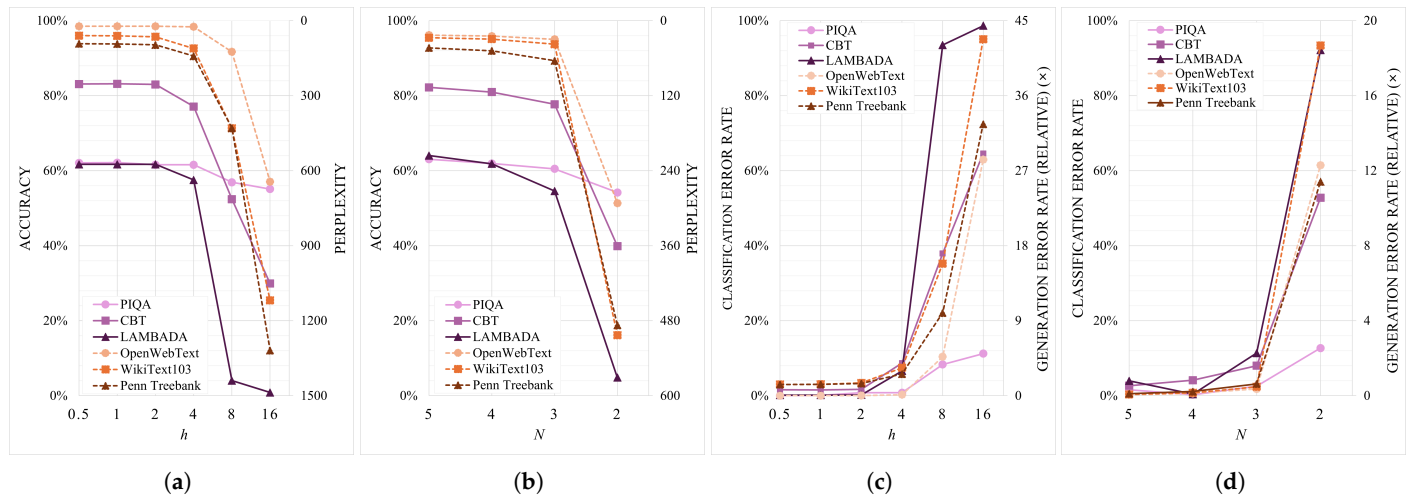 100%
80%
60%
40%
20%
0%
ACCURACY
0
300
600
900
1200
1500
PERPLEXITY
PIQA
CBT
LAMBADA
OpenWebText
WikiText103
Penn Treebank
0.5 1 2 4 8 16
h
(a)
100%
80%
60%
40%
20%
0%
ACCURACY
0
120
240
360
480
600
PERPLEXITY
PIQA
CBT
LAMBADA
OpenWebText
WikiText103
Penn Treebank
5 4 3 2
N
(b)
100%
80%
60%
40%
20%
0%
CLASSIFICATION ERROR RATE
45
36
27
18
9
0
GENERATION ERROR RATE (RELATIVE) (×)
PIQA
CBT
LAMBADA
OpenWebText
WikiText103
Penn Treebank
0.5 1 2 4 8 16
h
(c)
100%
80%
60%
40%
20%
0%
CLASSIFICATION ERROR RATE
20
16
12
8
4
0
GENERATION ERROR RATE (RELATIVE) (×)
PIQA
CBT
LAMBADA
OpenWebText
WikiText103
Penn Treebank
5 4 3 2
N
(d)